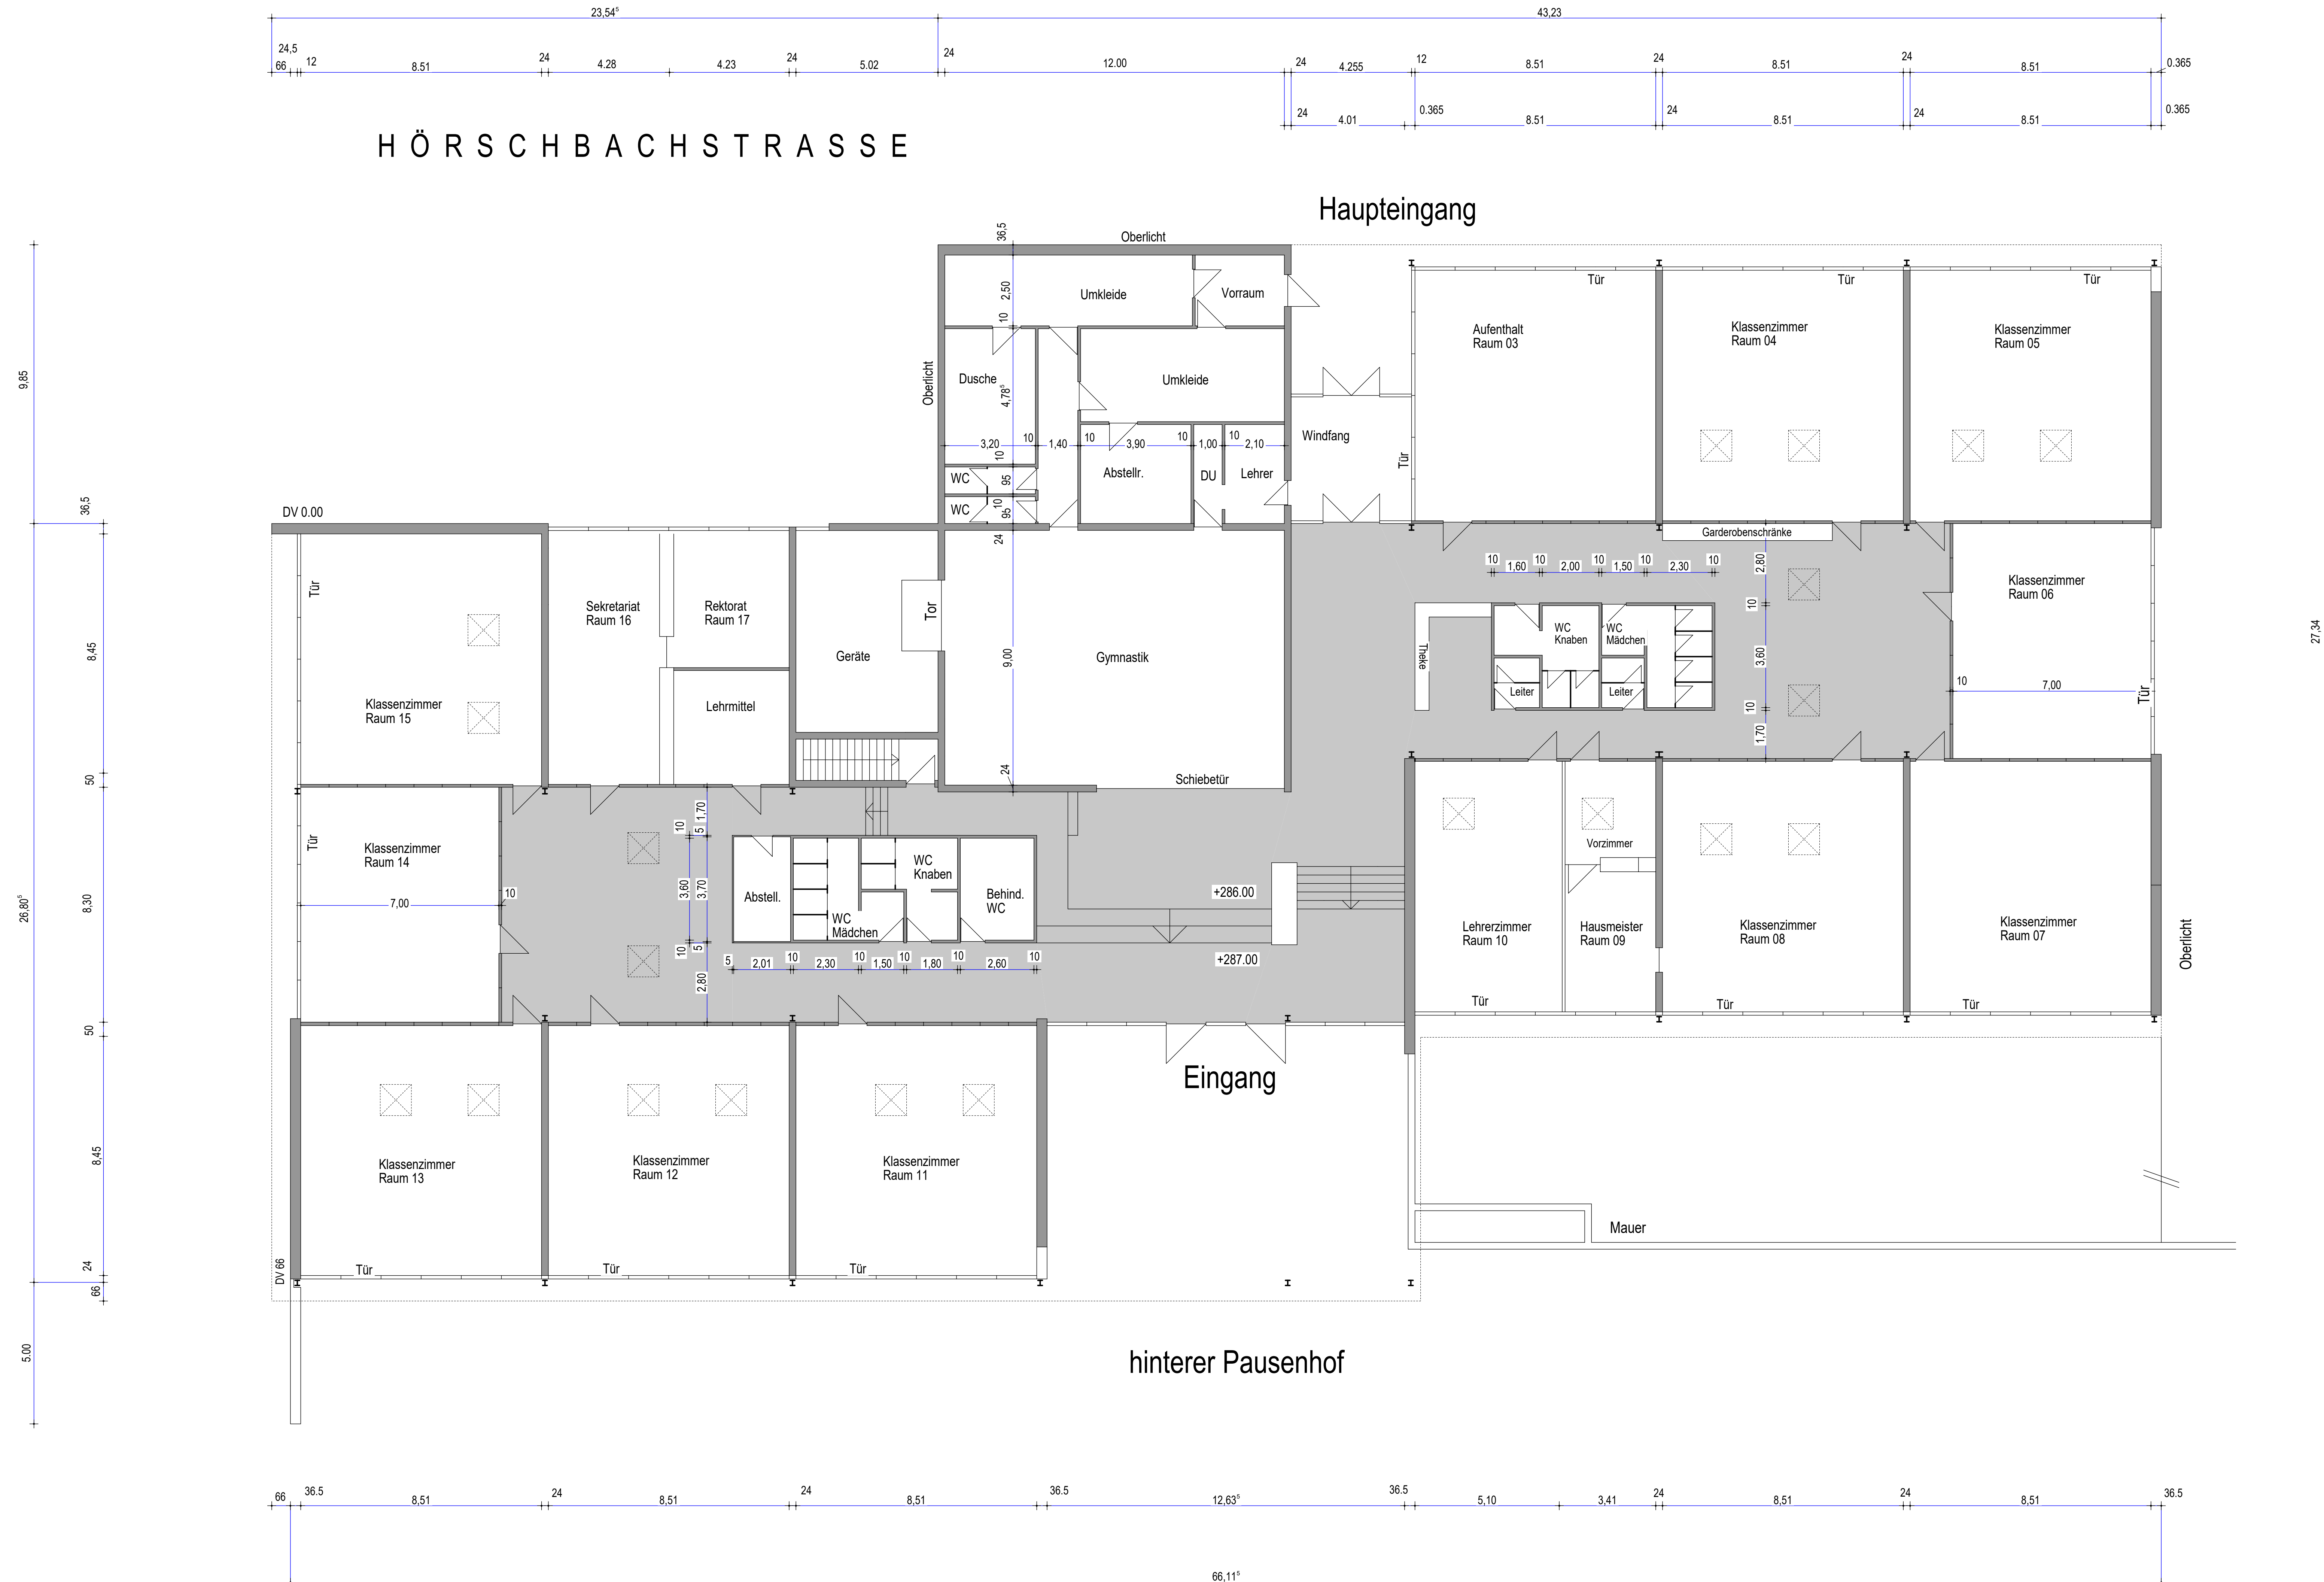 23,54⁵ 43,23
24,5 24 24 24
66 12 8.51 4.28 4.23 5.02 12.00 24 4.255 12 8.51 24 8.51 24 8.51 0.365
24 4.01 0.365 8.51 24 8.51 24 8.51 0.365
HÖRSCHBACHSTRASSE
Haupteingang
36,5
Oberlicht
2,50
Umkleide
Vorraum
10
Tür
Tür
Tür
Aufenthalt
Raum 03
Klassenzimmer
Raum 04
Klassenzimmer
Raum 05
9,85
Oberlicht
Dusche
4,78⁵
Umkleide
3,20 10 1,40 10 3,90 10 1,00 10 2,10
Windfang
Tür
10
WC
95
Abstellr.
DU
Lehrer
10
WC
95
36,5
DV 0.00
24
Garderobenschränke
10 1,60 10 2,00 10 1,50 10 2,30 10
2,80
Tür
Sekretariat
Raum 16
Rektorat
Raum 17
Tor
Geräte
9,00
Gymnastik
Theke
WC
Knaben
WC
Mädchen
Leiter
Leiter
10
3,60
10
1,70
Klassenzimmer
Raum 06
10 7,00
Tür
27,34
8,45
Klassenzimmer
Raum 15
Lehrmittel
24
Schiebetür
50
Tür
Klassenzimmer
Raum 14
10
5
1,70
3,60
3,70
10
5
2,80
7,00 10
Abstell.
WC
Mädchen
WC
Knaben
Behind.
WC
5 2,01 10 2,30 10 1,50 10 1,80 10 2,60 10
+286.00
+287.00
Vorzimmer
Lehrerzimmer
Raum 10
Hausmeister
Raum 09
Klassenzimmer
Raum 08
Klassenzimmer
Raum 07
Tür
Tür
Tür
Oberlicht
26,80⁵
8,30
50
Eingang
8,45
Klassenzimmer
Raum 13
Klassenzimmer
Raum 12
Klassenzimmer
Raum 11
Mauer
24
66
DV 66
Tür
Tür
Tür
5.00
hinterer Pausenhof
66 36.5 8,51 24 8,51 24 8,51 36.5 12,63⁵ 36.5 5,10 3,41 24 8,51 24 8,51 36.5
66,11⁵